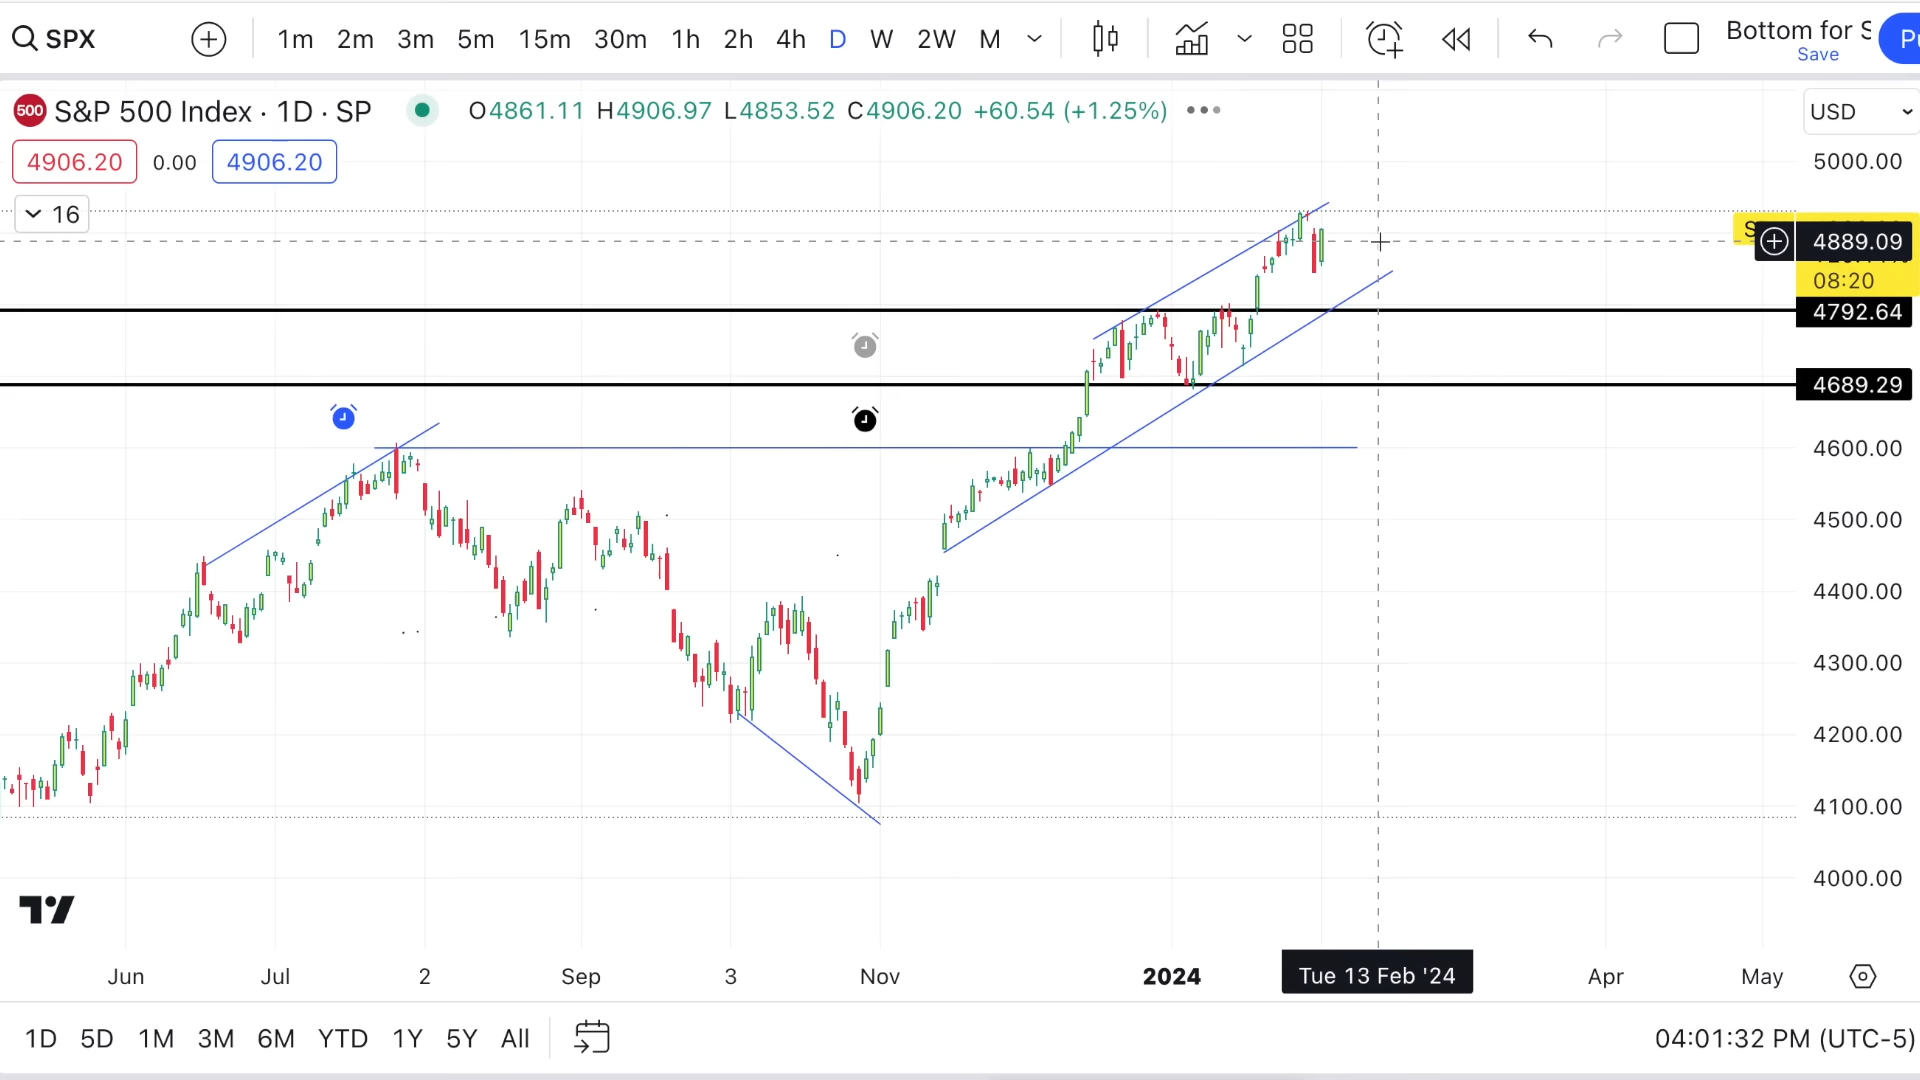 SPX 1m 2m 3m 5m 15m 30m 1h 2h 4h D W 2W M Bottom for S
Save
500 S&P 500 Index · 1D · SP O4861.11 H4906.97 L4853.52 C4906.20 +60.54 (+1.25%)
USD
4906.20 0.00 4906.20
5000.00
16
4889.09
08:20
4792.64
4689.29
4600.00
4500.00
4400.00
4300.00
4200.00
4100.00
4000.00
Jun Jul 2 Sep 3 Nov 2024 Tue 13 Feb '24 Apr May
1D 5D 1M 3M 6M YTD 1Y 5Y All 04:01:32 PM (UTC-5)